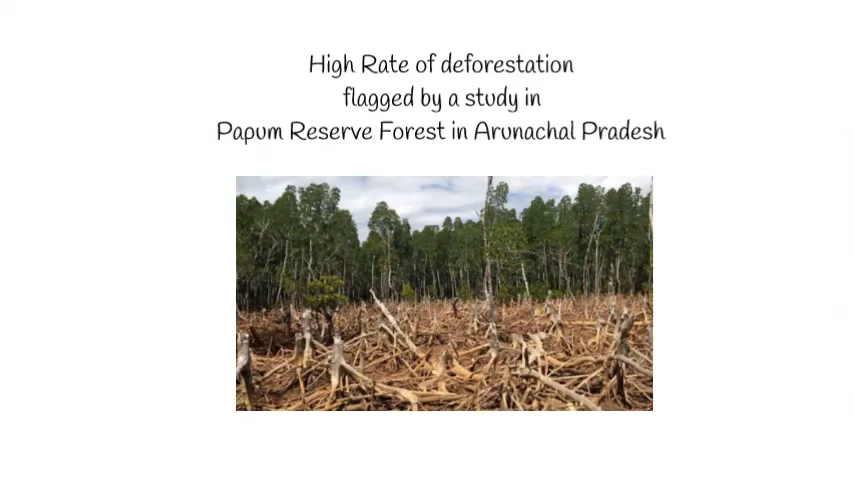 High Rate of deforestation
flagged by a study in
Papum Reserve Forest in Arunachal Pradesh